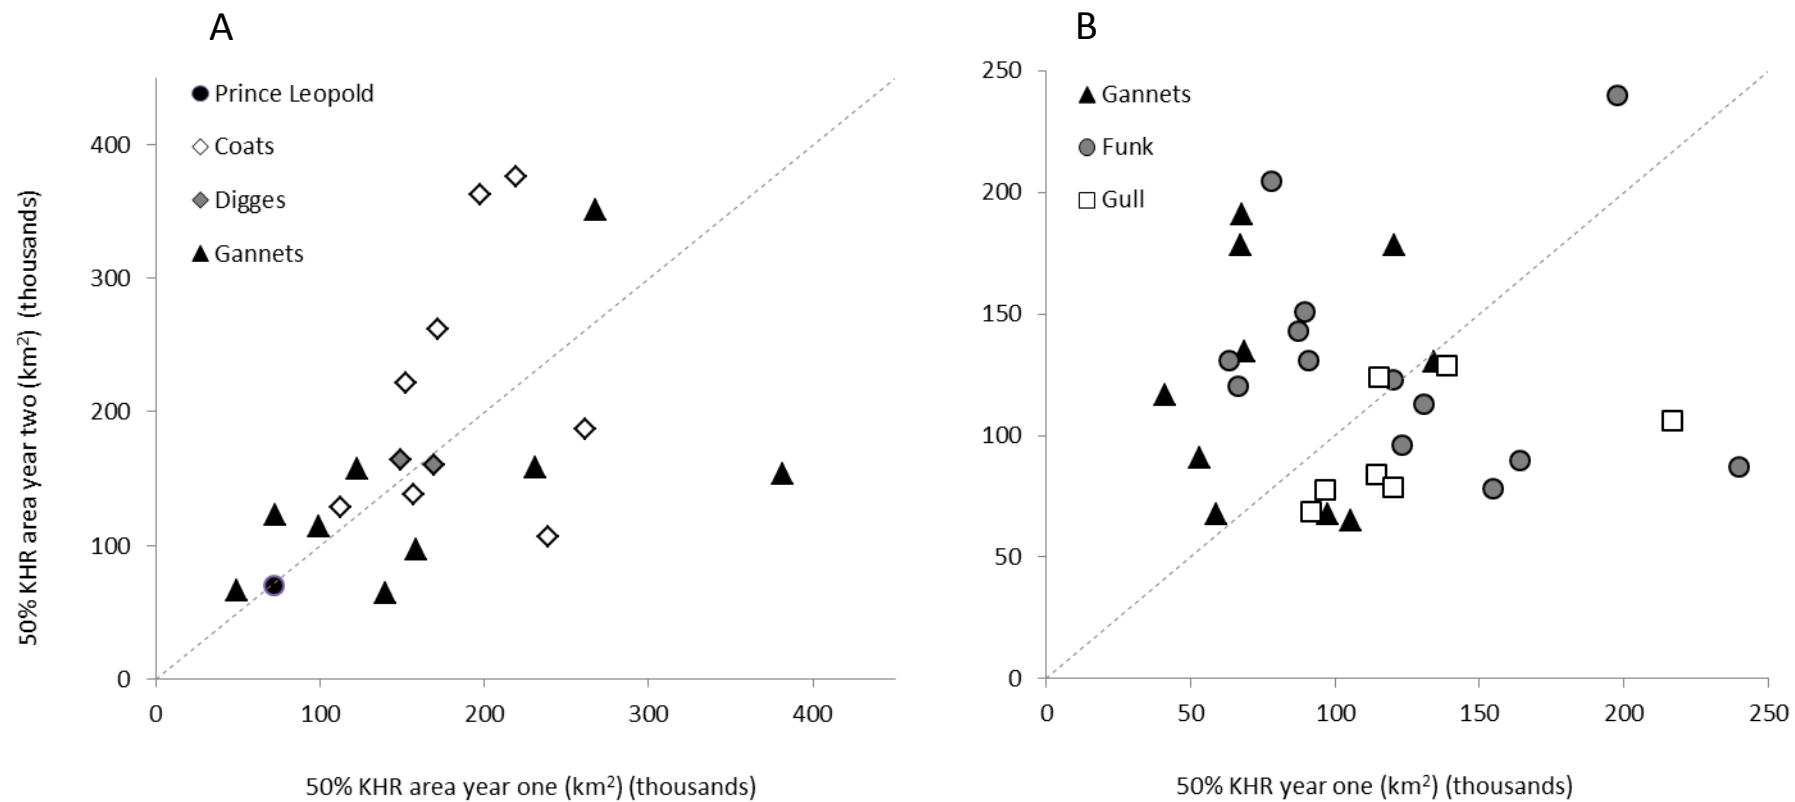 A
Prince Leopold
Coats
Digges
Gannets
400
300
200
100
0
0 100 200 300 400
50% KHR area year two (km²) (thousands)
50% KHR area year one (km²) (thousands)
B
Gannets
Funk
Gull
250
200
150
100
50
0
0 50 100 150 200 250
50% KHR year one (km²) (thousands)